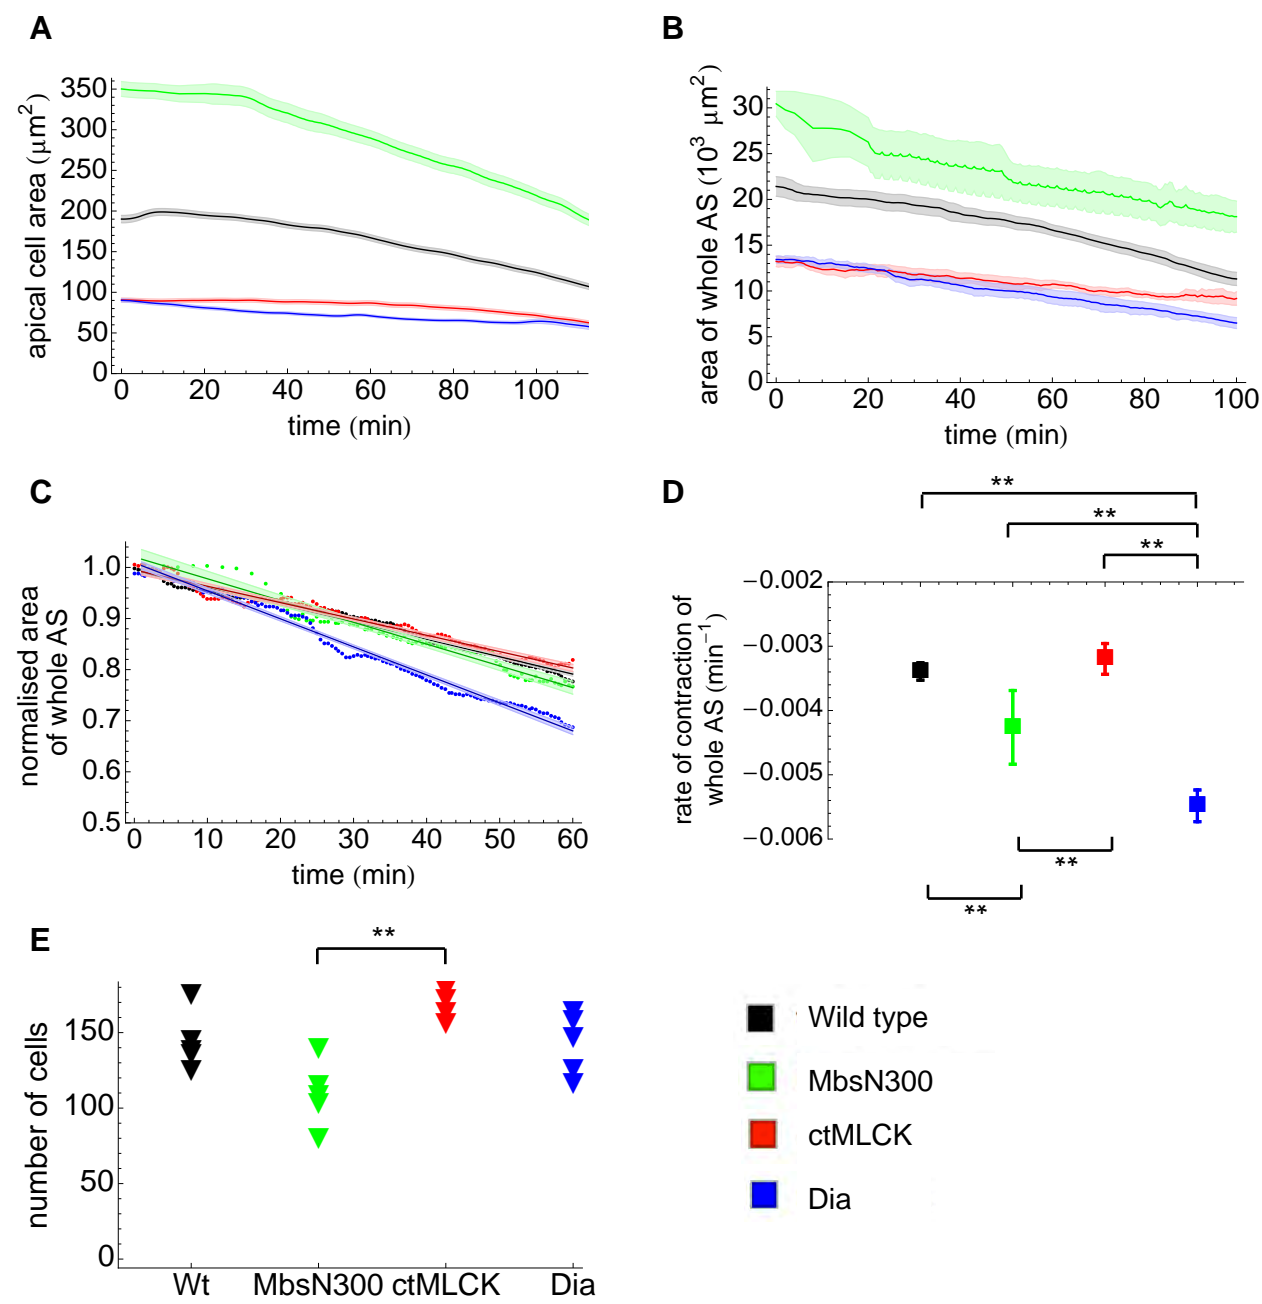 A
350
300
250
200
150
100
50
0
apical cell area (μm²)
0 20 40 60 80 100
time (min)
B
30
25
20
15
10
5
0
area of whole AS (10³ μm²)
0 20 40 60 80 100
time (min)
C
1.0
0.9
0.8
0.7
0.6
0.5
normalised area
of whole AS
0 10 20 30 40 50 60
time (min)
D
**
**
**
−0.002
−0.003
−0.004
−0.005
−0.006
rate of contraction of
whole AS (min⁻¹)
**
**
E
**
150
100
50
0
number of cells
Wt MbsN300 ctMLCK Dia
Wild type
MbsN300
ctMLCK
Dia